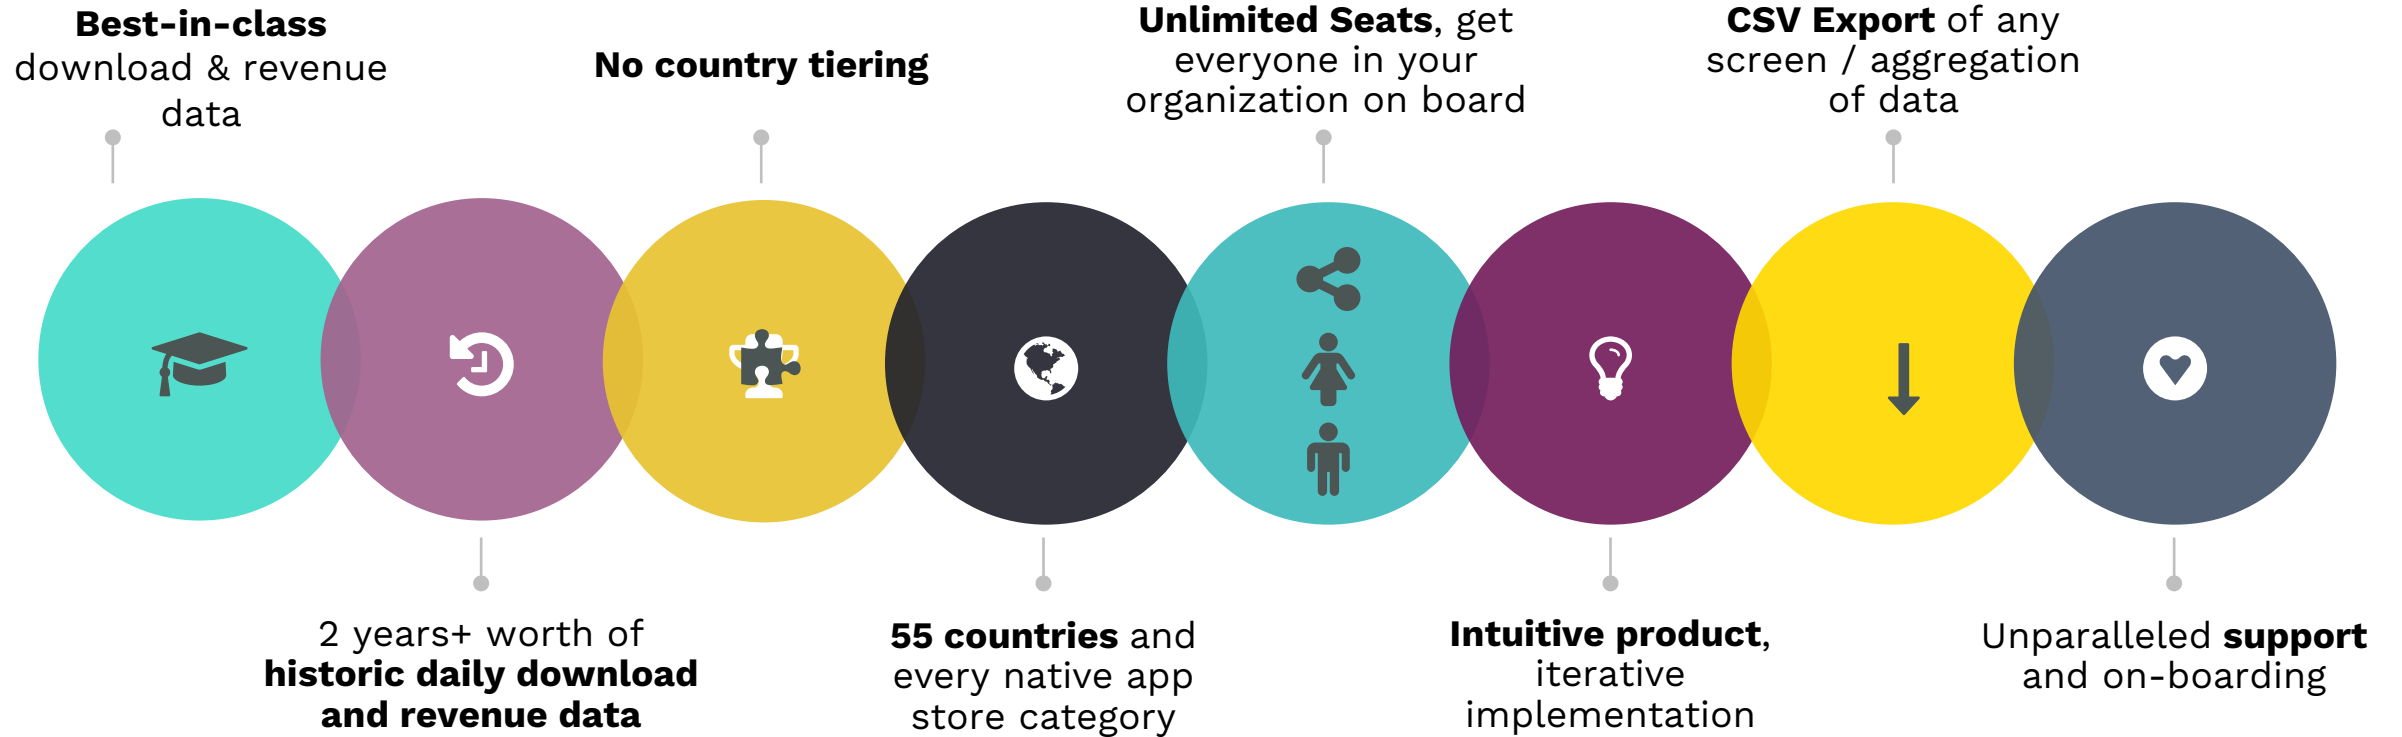 Best-in-class
download & revenue
data
No country tiering
Unlimited Seats, get
everyone in your
organization on board
CSV Export of any
screen / aggregation
of data
2 years+ worth of
historic daily download
and revenue data
55 countries and
every native app
store category
Intuitive product,
iterative
implementation
Unparalleled support
and on-boarding